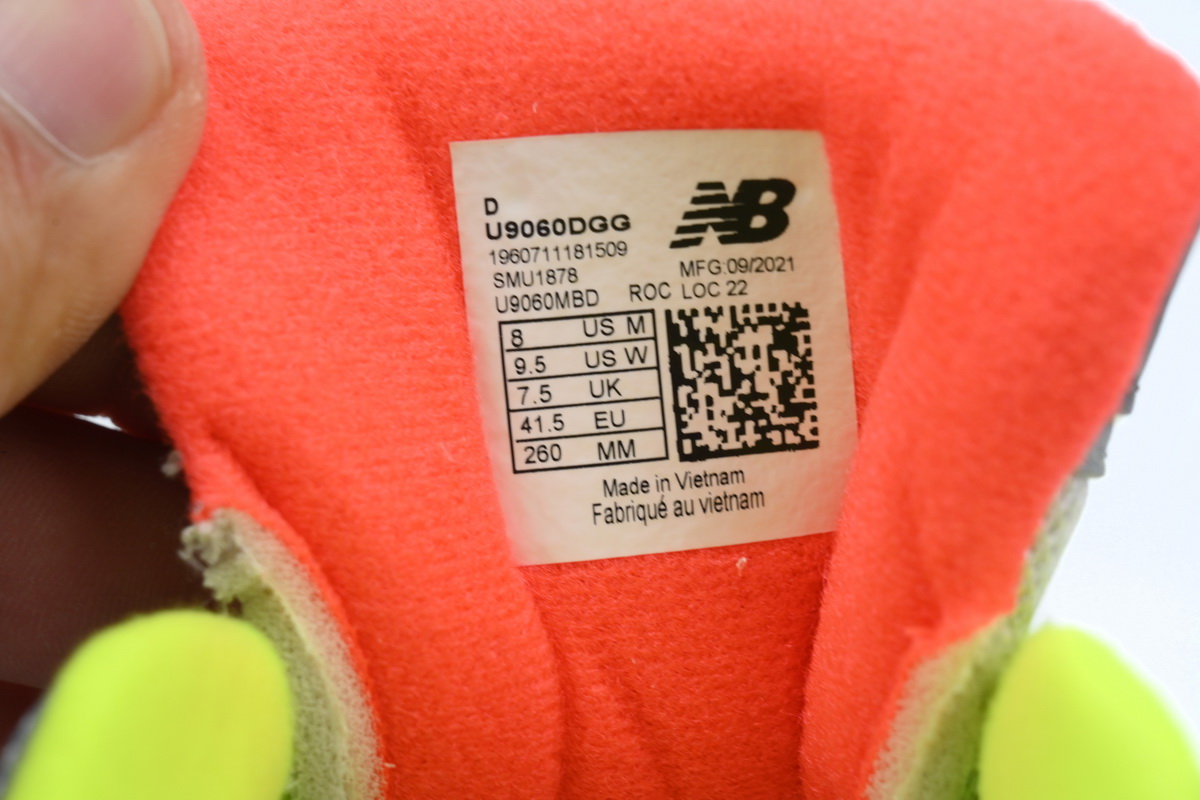 D
U9060DGG
1960711181509
SMU1878
U9060MBD
NB
MFG:09/2021
ROC LOC 22
8 US M
9.5 US W
7.5 UK
41.5 EU
260 MM
Made in Vietnam
Fabriqué au vietnam